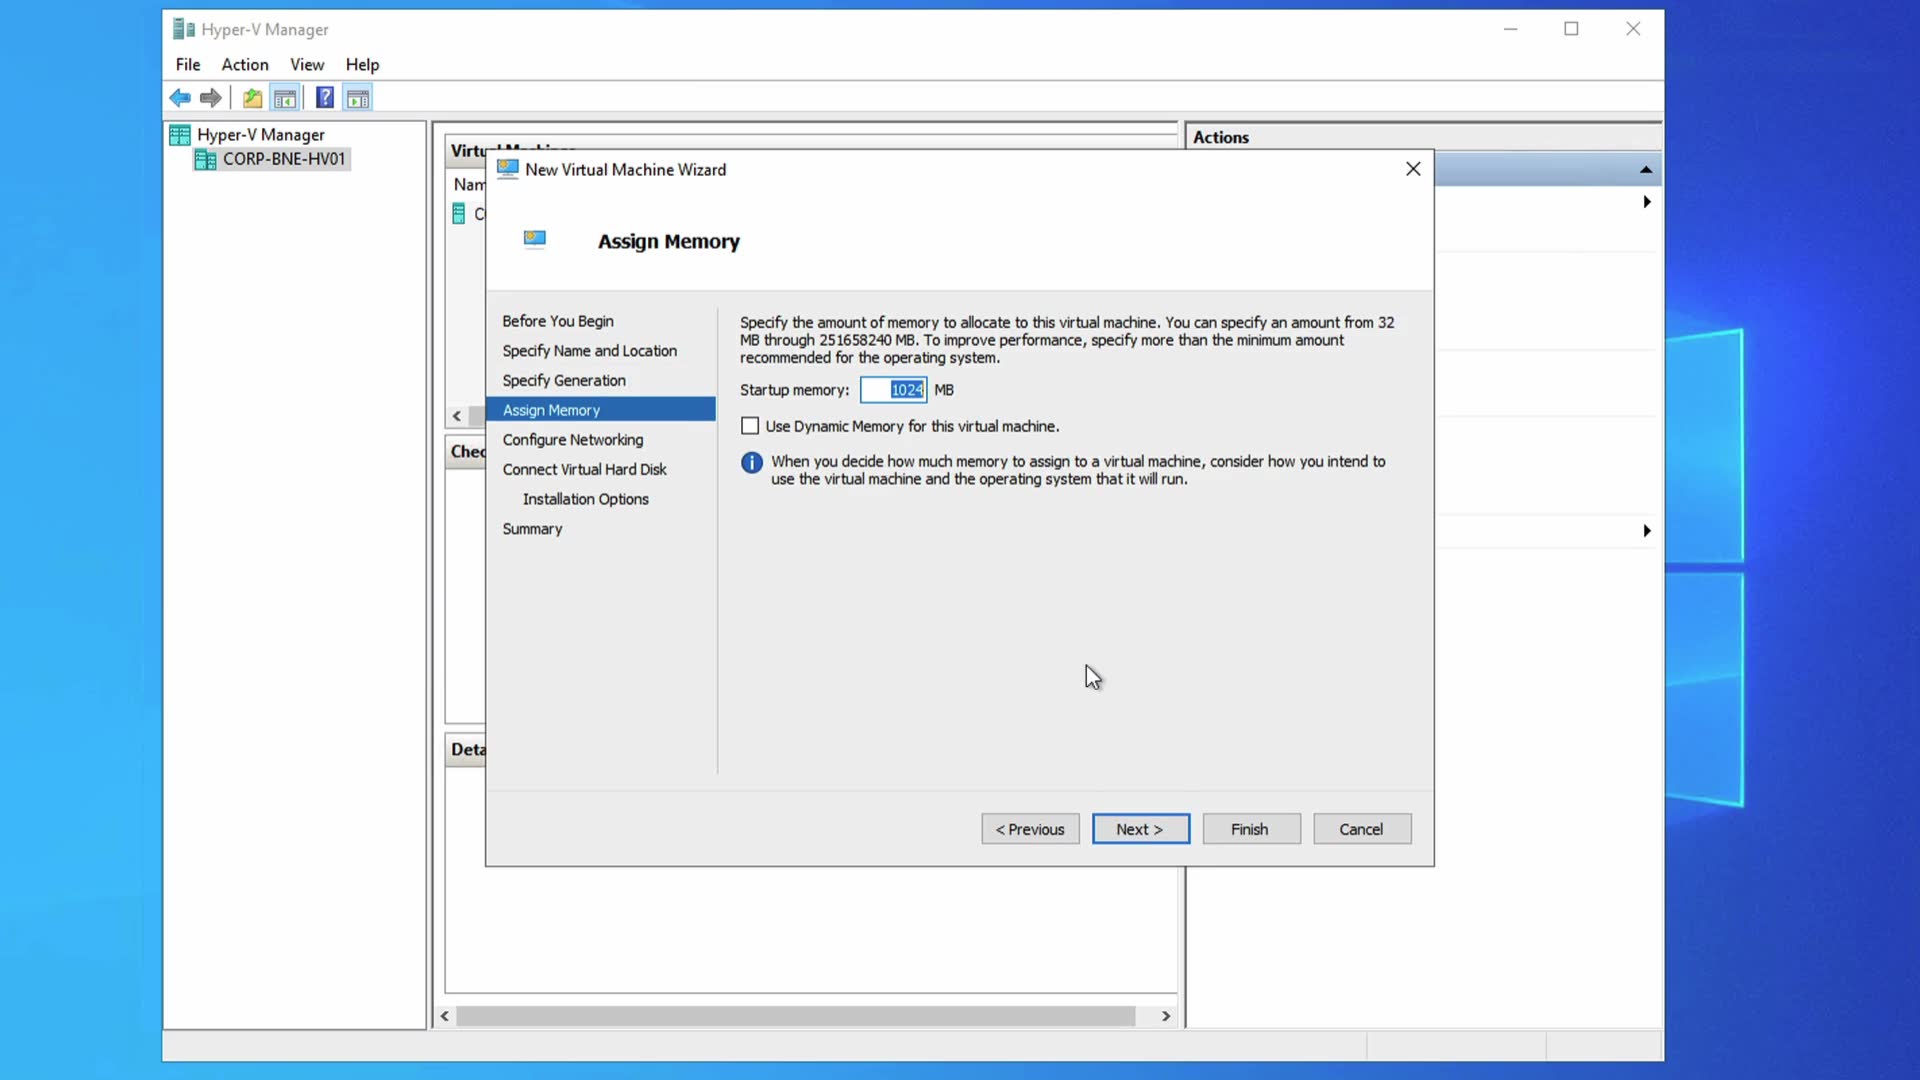 Hyper-V Manager
File Action View Help
Hyper-V Manager
CORP-BNE-HV01
Actions
New Virtual Machine Wizard
Assign Memory
Before You Begin
Specify Name and Location
Specify Generation
Assign Memory
Configure Networking
Connect Virtual Hard Disk
Installation Options
Summary
Specify the amount of memory to allocate to this virtual machine. You can specify an amount from 32
MB through 251658240 MB. To improve performance, specify more than the minimum amount
recommended for the operating system.
Startup memory: 1024 MB
Use Dynamic Memory for this virtual machine.
When you decide how much memory to assign to a virtual machine, consider how you intend to
use the virtual machine and the operating system that it will run.
< Previous Next > Finish Cancel